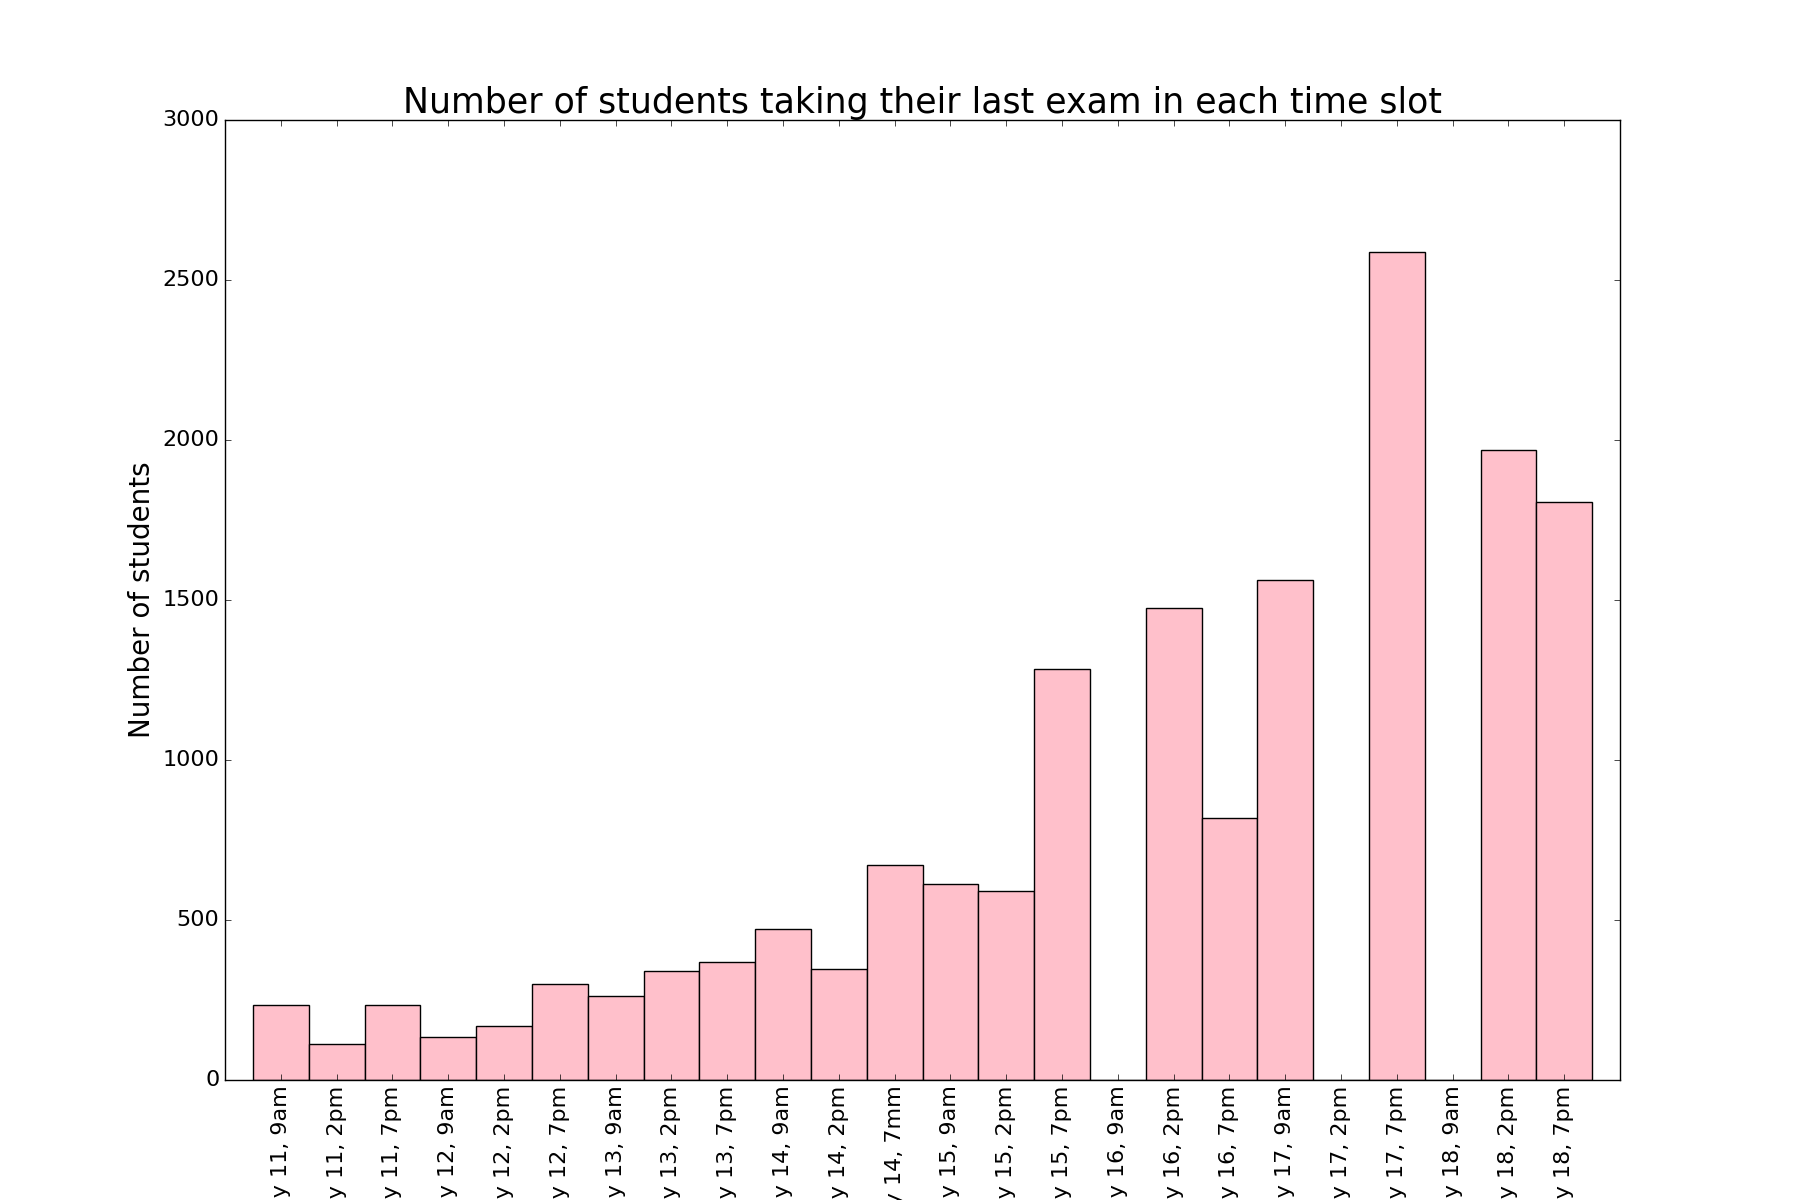 Number of students taking their last exam in each time slot
Number of students
3000
2500
2000
1500
1000
500
0
y 11, 9am
y 11, 2pm
y 11, 7pm
y 12, 9am
y 12, 2pm
y 12, 7pm
y 13, 9am
y 13, 2pm
y 13, 7pm
y 14, 9am
y 14, 2pm
y 14, 7mm
y 15, 9am
y 15, 2pm
y 15, 7pm
y 16, 9am
y 16, 2pm
y 16, 7pm
y 17, 9am
y 17, 2pm
y 17, 7pm
y 18, 9am
y 18, 2pm
y 18, 7pm